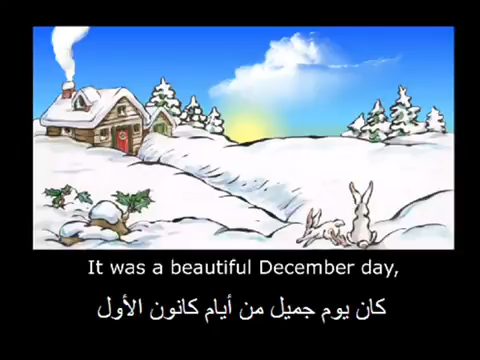 It was a beautiful December day,
كان يوم جميل من أيام كانون الأول